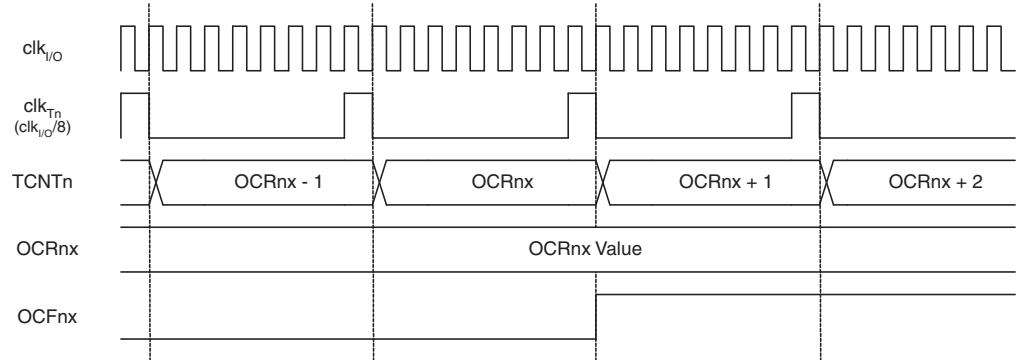 clkI/O
clkTn
(clkI/O/8)
TCNTn OCRnx - 1 OCRnx OCRnx + 1 OCRnx + 2
OCRnx OCRnx Value
OCFnx